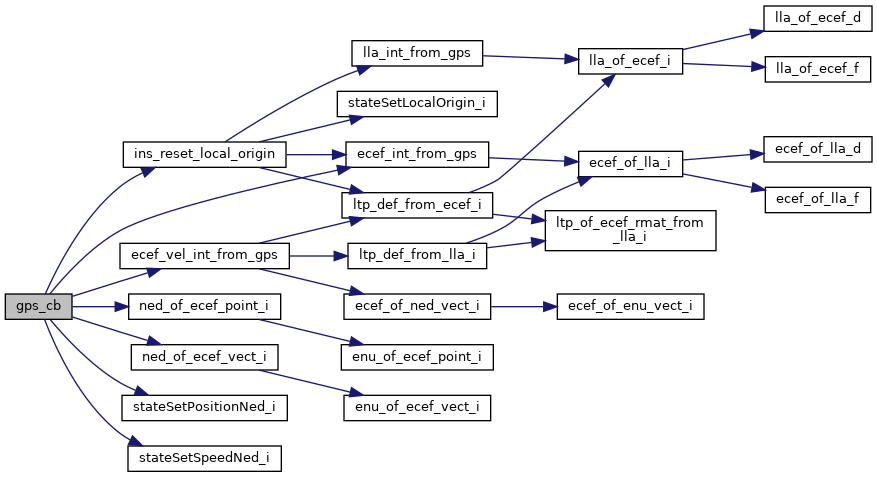 lla_of_ecef_d
lla_int_from_gps
lla_of_ecef_i
lla_of_ecef_f
stateSetLocalOrigin_i
ins_reset_local_origin
ecef_int_from_gps
ecef_of_lla_i
ecef_of_lla_d
ecef_of_lla_f
ltp_def_from_ecef_i
ltp_of_ecef_rmat_from
_lla_i
ecef_vel_int_from_gps
ltp_def_from_lla_i
gps_cb
ned_of_ecef_point_i
ecef_of_ned_vect_i
ecef_of_enu_vect_i
ned_of_ecef_vect_i
enu_of_ecef_point_i
stateSetPositionNed_i
enu_of_ecef_vect_i
stateSetSpeedNed_i